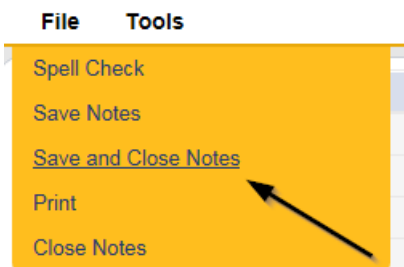 File Tools
Spell Check
Save Notes
Save and Close Notes
Print
Close Notes